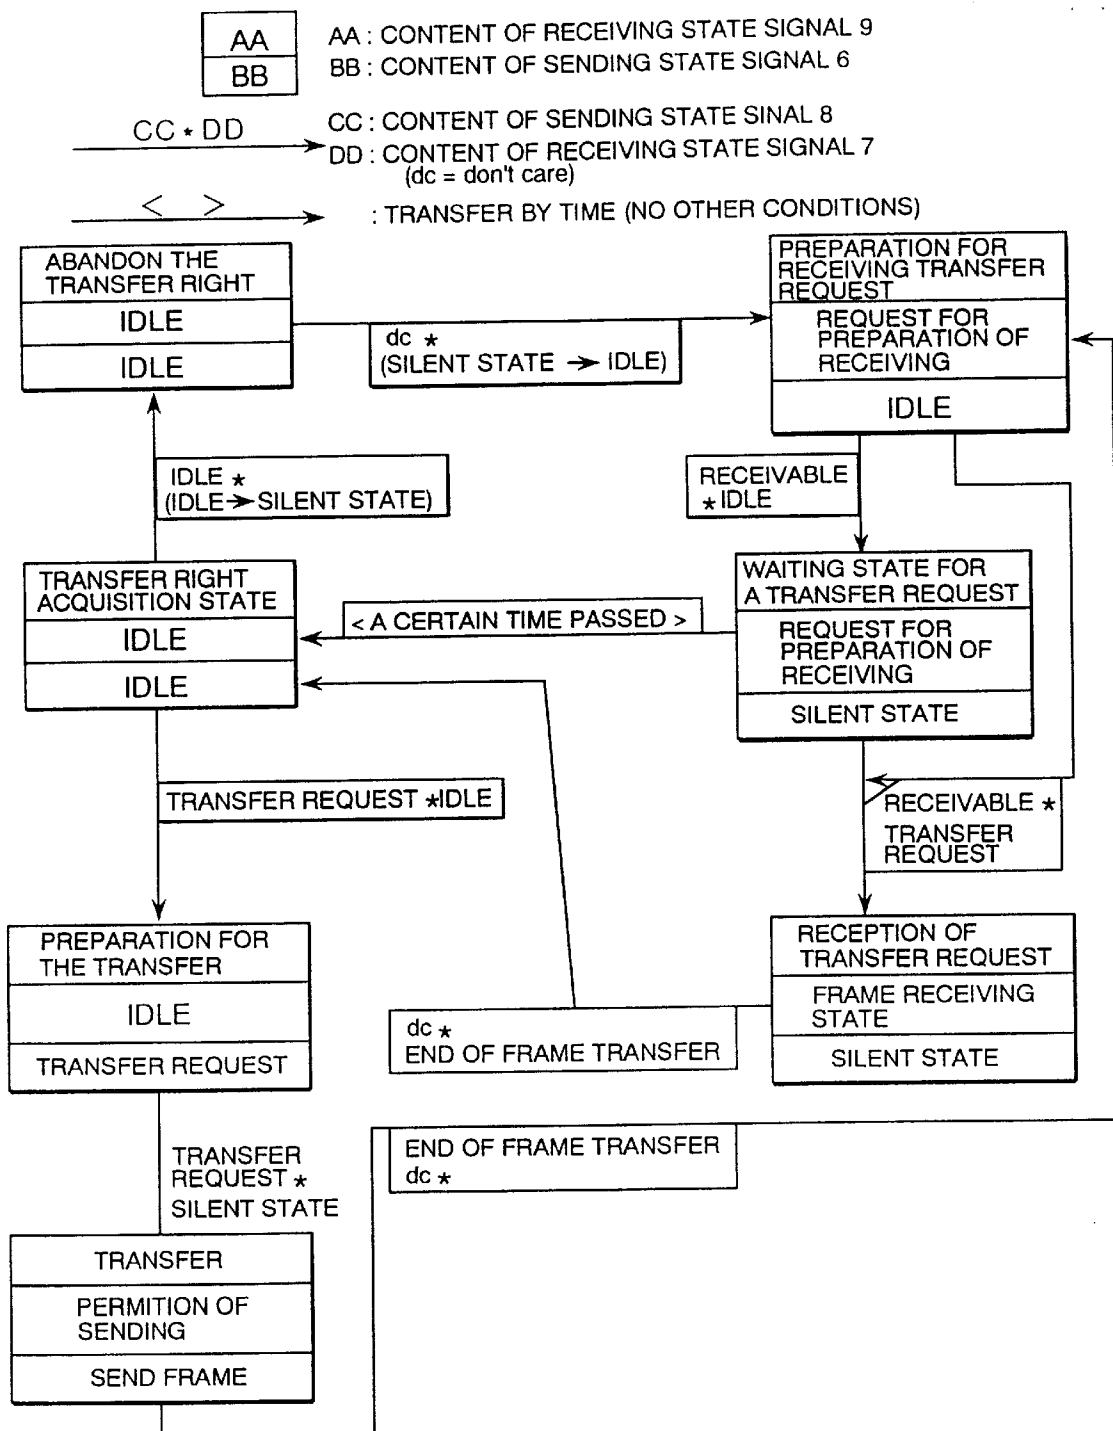 AA
BB
AA : CONTENT OF RECEIVING STATE SIGNAL 9
BB : CONTENT OF SENDING STATE SIGNAL 6
CC * DD
CC : CONTENT OF SENDING STATE SINAL 8
DD : CONTENT OF RECEIVING STATE SIGNAL 7
(dc = don't care)
< >
: TRANSFER BY TIME (NO OTHER CONDITIONS)
ABANDON THE
TRANSFER RIGHT
IDLE
IDLE
dc *
(SILENT STATE → IDLE)
PREPARATION FOR
RECEIVING TRANSFER
REQUEST
REQUEST FOR
PREPARATION OF
RECEIVING
IDLE
IDLE *
(IDLE→SILENT STATE)
RECEIVABLE
* IDLE
TRANSFER RIGHT
ACQUISITION STATE
IDLE
IDLE
< A CERTAIN TIME PASSED >
WAITING STATE FOR
A TRANSFER REQUEST
REQUEST FOR
PREPARATION OF
RECEIVING
SILENT STATE
TRANSFER REQUEST *IDLE
RECEIVABLE *
TRANSFER
REQUEST
PREPARATION FOR
THE TRANSFER
IDLE
TRANSFER REQUEST
RECEPTION OF
TRANSFER REQUEST
FRAME RECEIVING
STATE
SILENT STATE
dc *
END OF FRAME TRANSFER
END OF FRAME TRANSFER
dc *
TRANSFER
REQUEST *
SILENT STATE
TRANSFER
PERMITION OF
SENDING
SEND FRAME